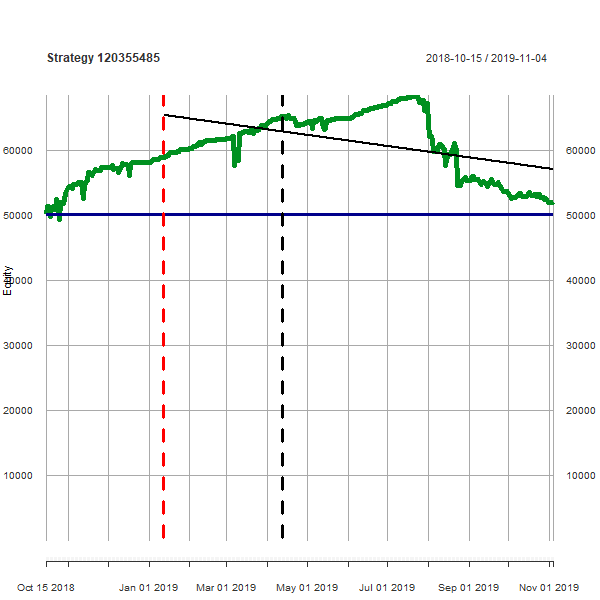 Strategy 120355485
2018-10-15 / 2019-11-04
Equity
60000
50000
40000
30000
20000
10000
60000
50000
40000
30000
20000
10000
Oct 15 2018
Jan 01 2019
Mar 01 2019
May 01 2019
Jul 01 2019
Sep 01 2019
Nov 01 2019